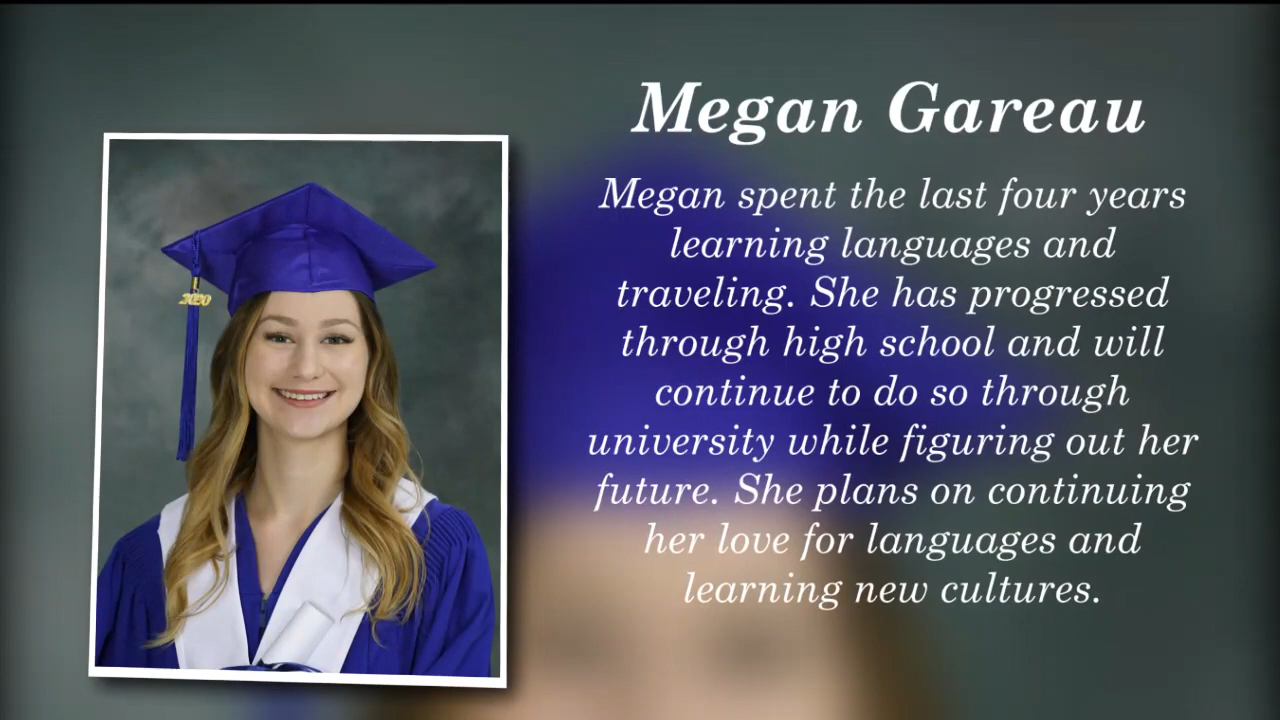 Megan Gareau
Megan spent the last four years
learning languages and
traveling. She has progressed
through high school and will
continue to do so through
university while figuring out her
future. She plans on continuing
her love for languages and
learning new cultures.
2020